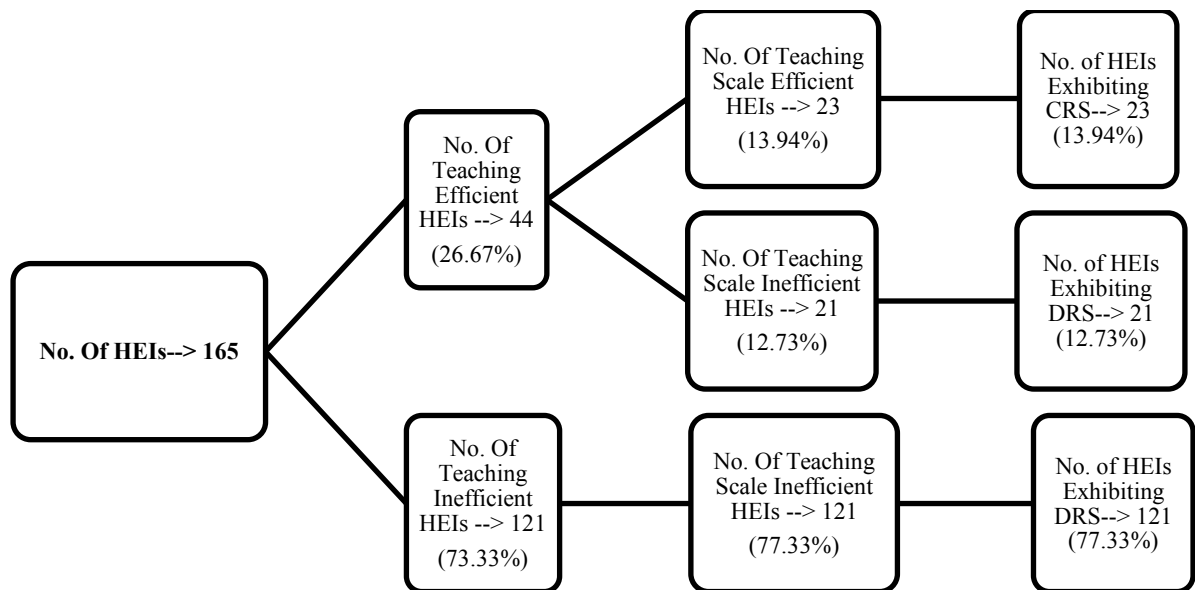 No. Of HEIs--> 165
No. Of
Teaching
Efficient
HEIs --> 44
(26.67%)
No. Of Teaching
Scale Efficient
HEIs --> 23
(13.94%)
No. of HEIs
Exhibiting
CRS--> 23
(13.94%)
No. Of Teaching
Scale Inefficient
HEIs --> 21
(12.73%)
No. of HEIs
Exhibiting
DRS--> 21
(12.73%)
No. Of
Teaching
Inefficient
HEIs --> 121
(73.33%)
No. Of Teaching
Scale Inefficient
HEIs --> 121
(77.33%)
No. of HEIs
Exhibiting
DRS--> 121
(77.33%)